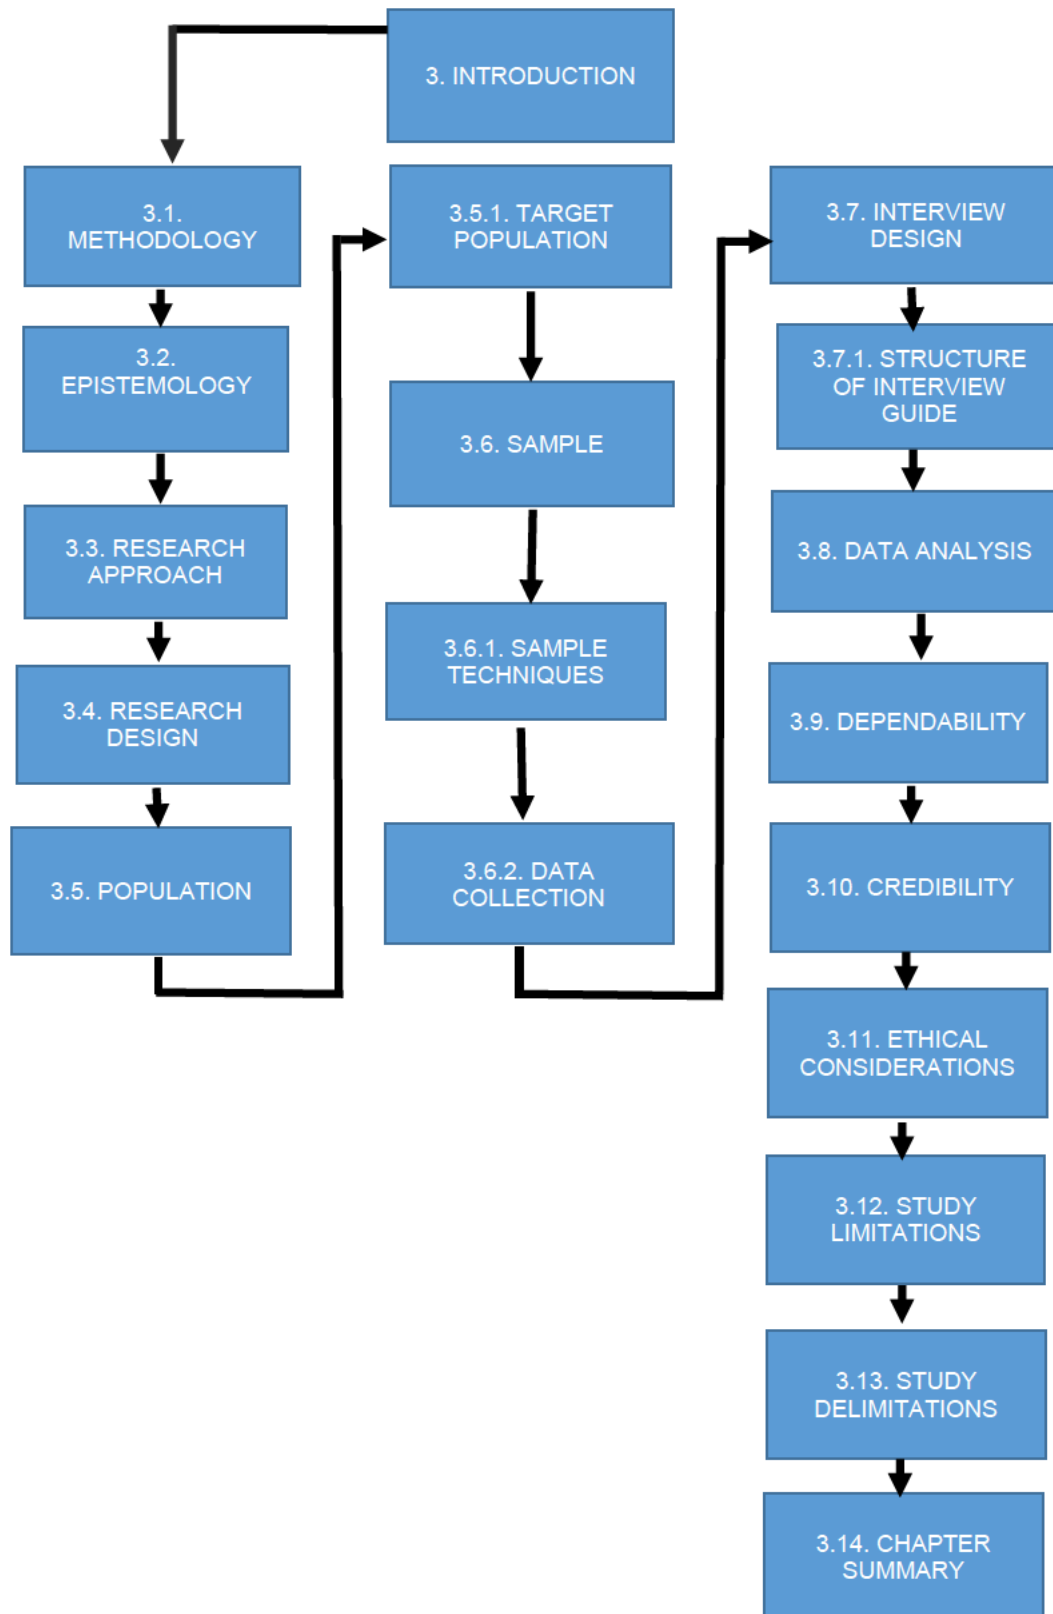 3. INTRODUCTION
3.1.
METHODOLOGY
3.2.
EPISTEMOLOGY
3.3. RESEARCH
APPROACH
3.4. RESEARCH
DESIGN
3.5. POPULATION
3.5.1. TARGET
POPULATION
3.6. SAMPLE
3.6.1. SAMPLE
TECHNIQUES
3.6.2. DATA
COLLECTION
3.7. INTERVIEW
DESIGN
3.7.1. STRUCTURE
OF INTERVIEW
GUIDE
3.8. DATA ANALYSIS
3.9. DEPENDABILITY
3.10. CREDIBILITY
3.11. ETHICAL
CONSIDERATIONS
3.12. STUDY
LIMITATIONS
3.13. STUDY
DELIMITATIONS
3.14. CHAPTER
SUMMARY